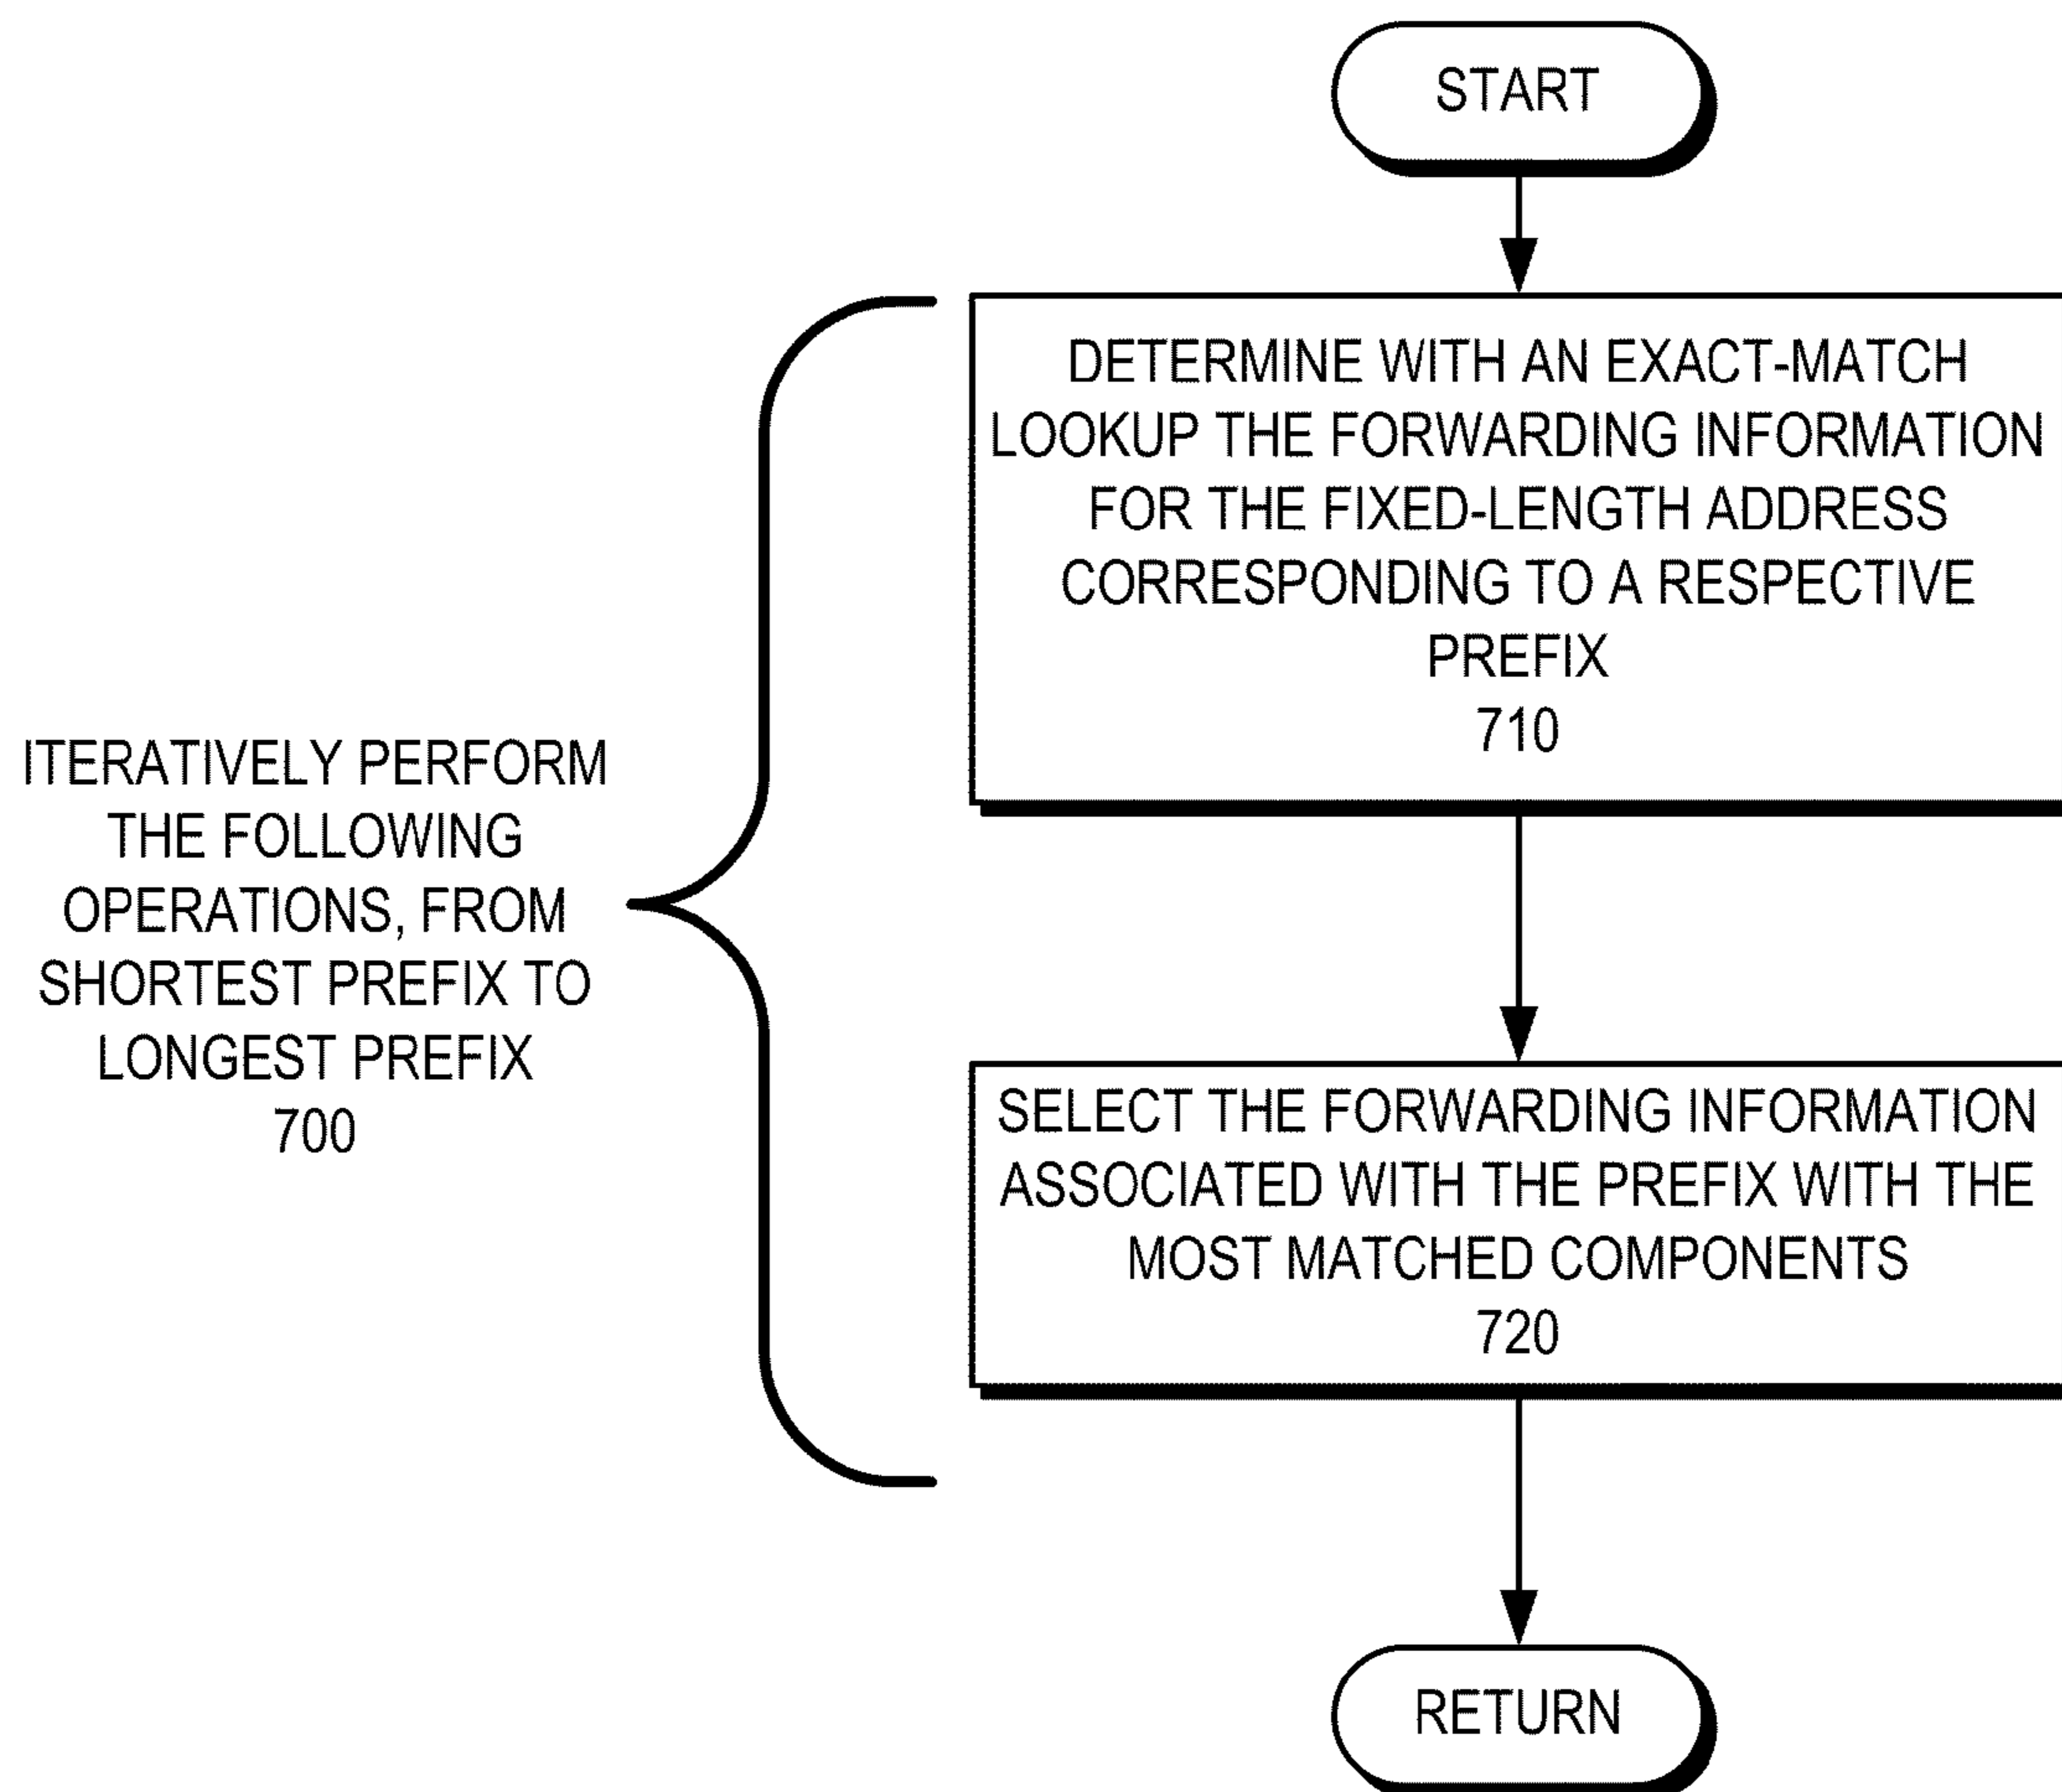 START
DETERMINE WITH AN EXACT-MATCH
LOOKUP THE FORWARDING INFORMATION
FOR THE FIXED-LENGTH ADDRESS
CORRESPONDING TO A RESPECTIVE
PREFIX
710
ITERATIVELY PERFORM
THE FOLLOWING
OPERATIONS, FROM
SHORTEST PREFIX TO
LONGEST PREFIX
700
SELECT THE FORWARDING INFORMATION
ASSOCIATED WITH THE PREFIX WITH THE
MOST MATCHED COMPONENTS
720
RETURN